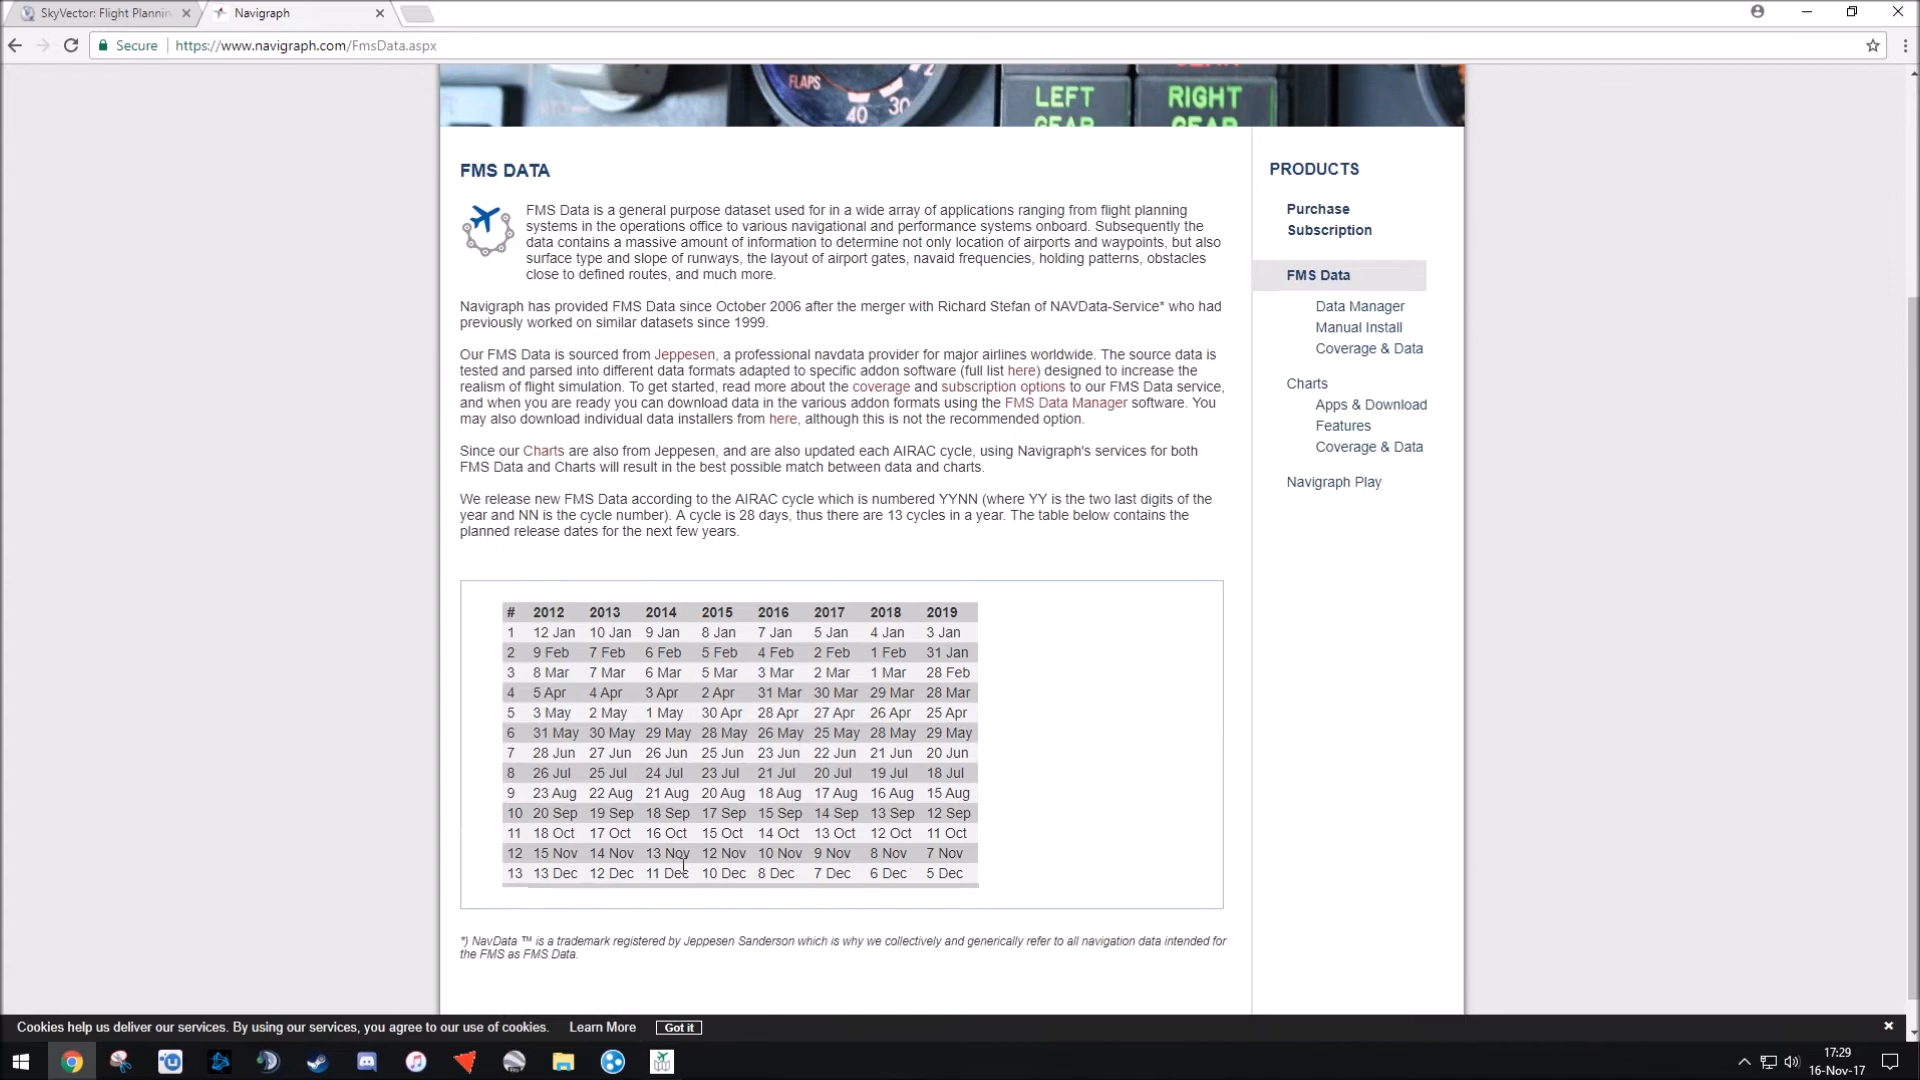 SkyVector: Flight Plannin
Navigraph
Secure
https://www.navigraph.com/FmsData.aspx
FLAPS
2
40
30
LEFT
GEAR
RIGHT
GEAR
FMS DATA
FMS Data is a general purpose dataset used for in a wide array of applications ranging from flight planning
systems in the operations office to various navigational and performance systems onboard. Subsequently the
data contains a massive amount of information to determine not only location of airports and waypoints, but also
surface type and slope of runways, the layout of airport gates, navaid frequencies, holding patterns, obstacles
close to defined routes, and much more.
Navigraph has provided FMS Data since October 2006 after the merger with Richard Stefan of NAVData-Service* who had
previously worked on similar datasets since 1999.
Our FMS Data is sourced from Jeppesen, a professional navdata provider for major airlines worldwide. The source data is
tested and parsed into different data formats adapted to specific addon software (full list here) designed to increase the
realism of flight simulation. To get started, read more about the coverage and subscription options to our FMS Data service,
and when you are ready you can download data in the various addon formats using the FMS Data Manager software. You
may also download individual data installers from here, although this is not the recommended option.
Since our Charts are also from Jeppesen, and are also updated each AIRAC cycle, using Navigraph's services for both
FMS Data and Charts will result in the best possible match between data and charts.
We release new FMS Data according to the AIRAC cycle which is numbered YYNN (where YY is the two last digits of the
year and NN is the cycle number). A cycle is 28 days, thus there are 13 cycles in a year. The table below contains the
planned release dates for the next few years.
# 2012 2013 2014 2015 2016 2017 2018 2019
1 12 Jan 10 Jan 9 Jan 8 Jan 7 Jan 5 Jan 4 Jan 3 Jan
2 9 Feb 7 Feb 6 Feb 5 Feb 4 Feb 2 Feb 1 Feb 31 Jan
3 8 Mar 7 Mar 6 Mar 5 Mar 3 Mar 2 Mar 1 Mar 28 Feb
4 5 Apr 4 Apr 3 Apr 2 Apr 31 Mar 30 Mar 29 Mar 28 Mar
5 3 May 2 May 1 May 30 Apr 28 Apr 27 Apr 26 Apr 25 Apr
6 31 May 30 May 29 May 28 May 26 May 25 May 28 May 29 May
7 28 Jun 27 Jun 26 Jun 25 Jun 23 Jun 22 Jun 21 Jun 20 Jun
8 26 Jul 25 Jul 24 Jul 23 Jul 21 Jul 20 Jul 19 Jul 18 Jul
9 23 Aug 22 Aug 21 Aug 20 Aug 18 Aug 17 Aug 16 Aug 15 Aug
10 20 Sep 19 Sep 18 Sep 17 Sep 15 Sep 14 Sep 13 Sep 12 Sep
11 18 Oct 17 Oct 16 Oct 15 Oct 14 Oct 13 Oct 12 Oct 11 Oct
12 15 Nov 14 Nov 13 Nov 12 Nov 10 Nov 9 Nov 8 Nov 7 Nov
13 13 Dec 12 Dec 11 Dec 10 Dec 8 Dec 7 Dec 6 Dec 5 Dec
*) NavData ™ is a trademark registered by Jeppesen Sanderson which is why we collectively and generically refer to all navigation data intended for
the FMS as FMS Data.
PRODUCTS
Purchase
Subscription
FMS Data
Data Manager
Manual Install
Coverage & Data
Charts
Apps & Download
Features
Coverage & Data
Navigraph Play
Cookies help us deliver our services. By using our services, you agree to our use of cookies. Learn More Got it
17:29
16-Nov-17